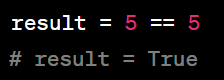 result = 5 == 5
# result = True